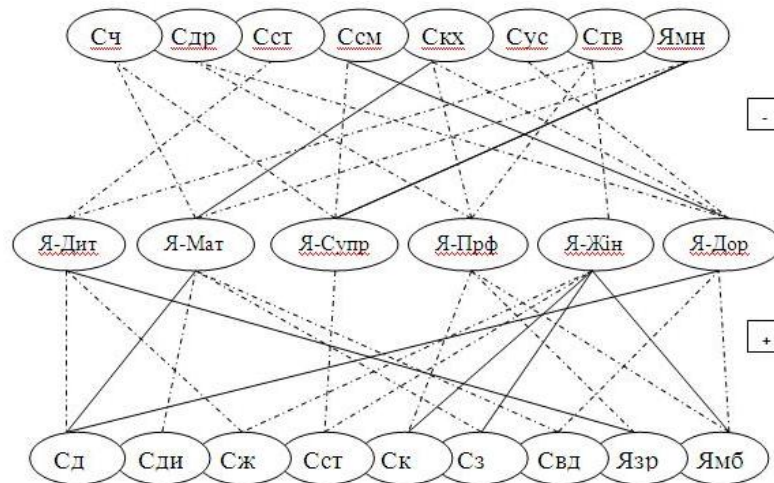 Сч Сдр Сст Ссм Скх Сус Ств Ямн
-
Я-Дит Я-Мат Я-Супр Я-Прф Я-Жін Я-Дор
+
Сд Сди Сж Сст Ск Сз Свд Язр Ямб